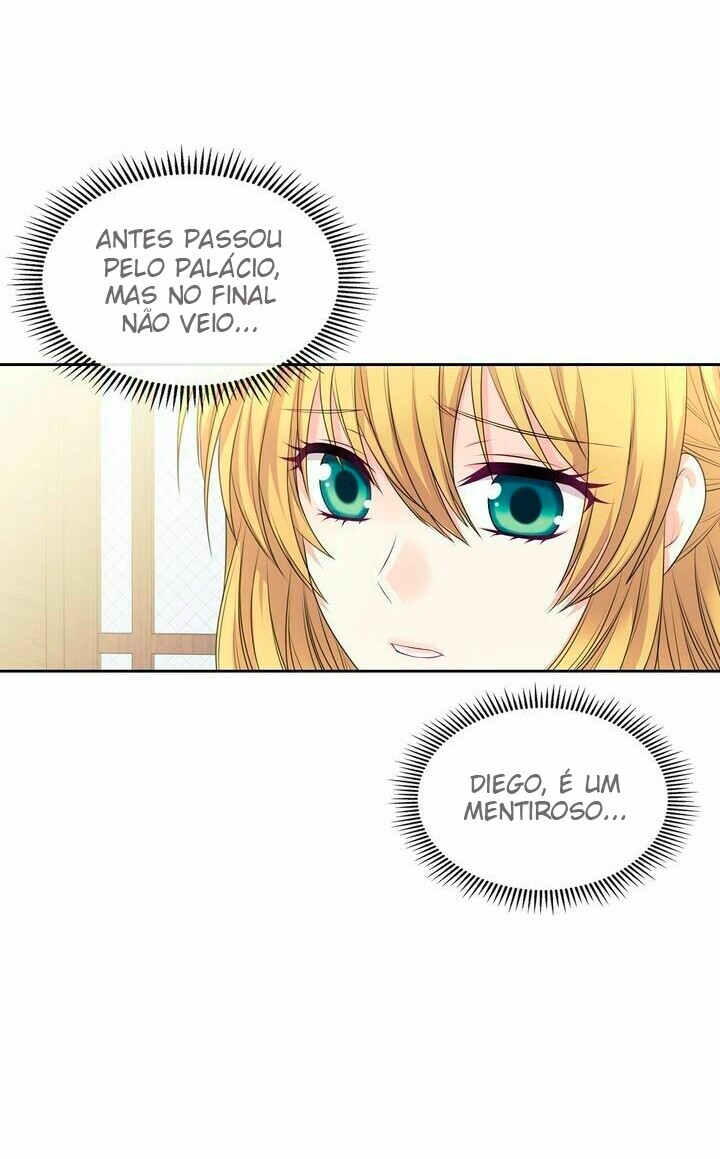 ANTES PASSOU
PELO PALÁCIO,
MAS NO FINAL
NÃO VEIO...
DIEGO, É UM
MENTIROSO...